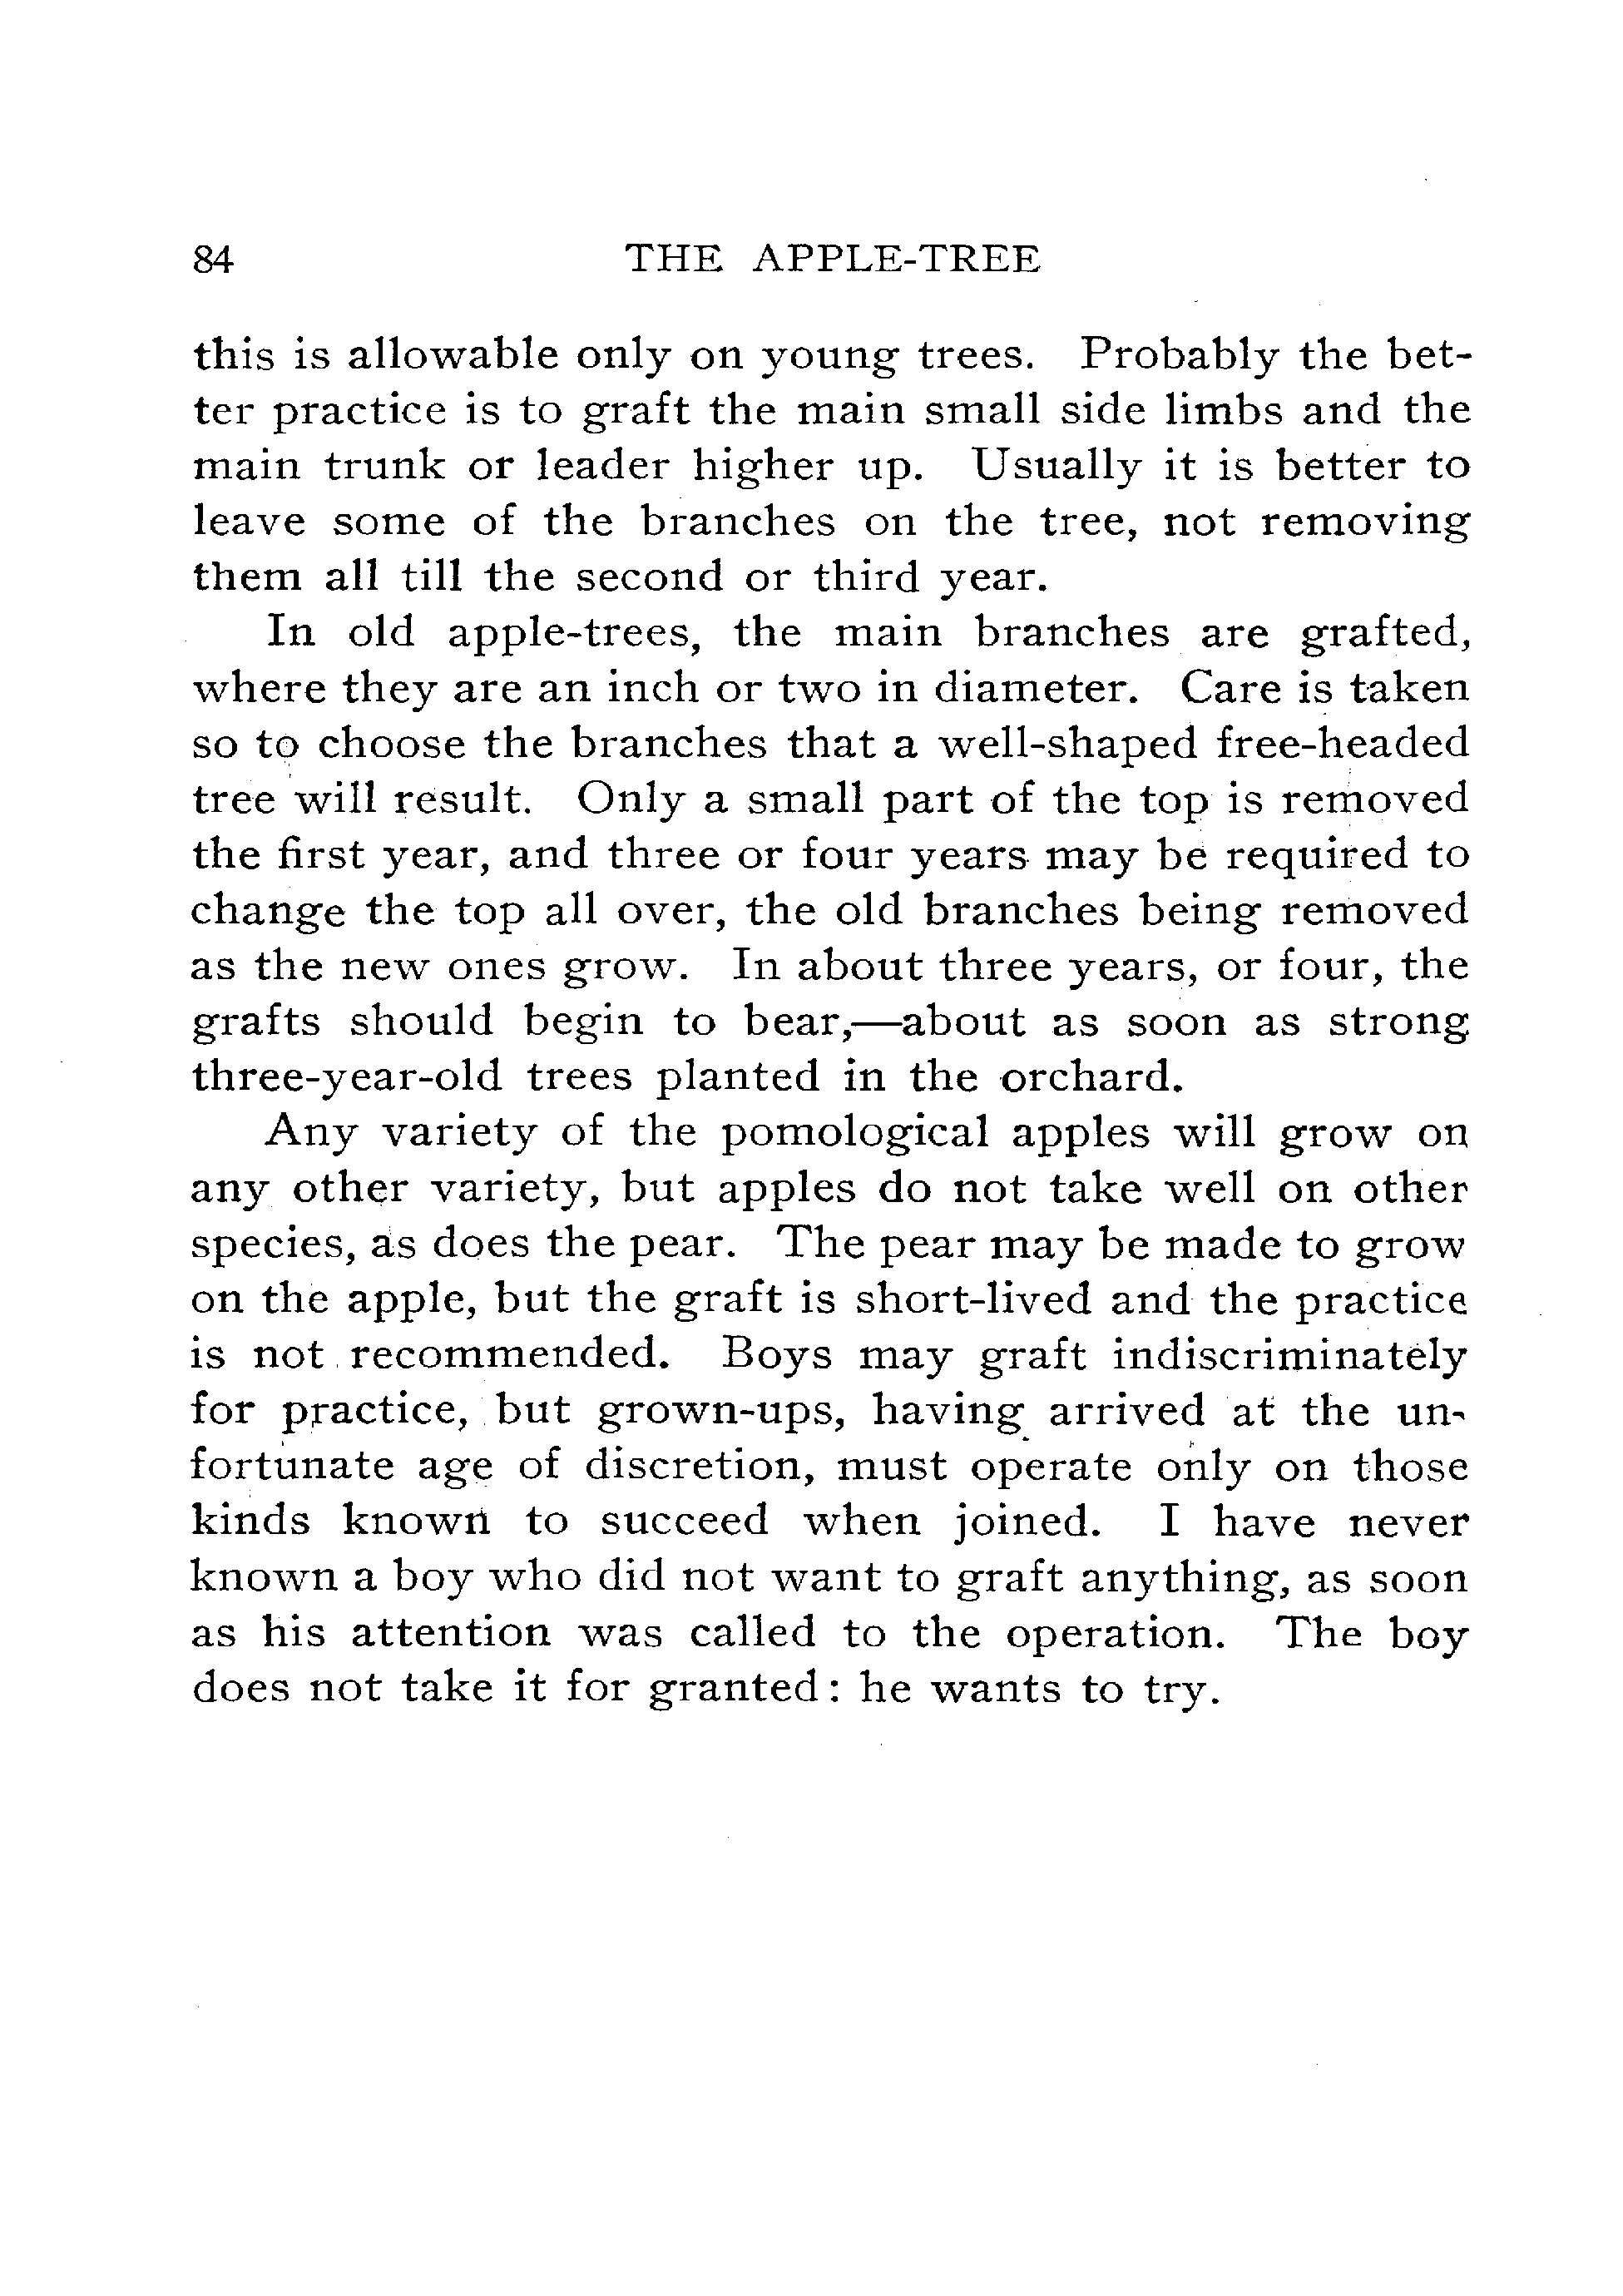 84 THE APPLE-TREE
this is allowable only on young trees. Probably the bet-
ter practice is to graft the main small side limbs and the
main trunk or leader higher up. Usually it is better to
leave some of the branches on the tree, not removing
them all till the second or third year.
In old apple-trees, the main branches are grafted,
where they are an inch or two in diameter. Care is taken
so to choose the branches that a well-shaped free-headed
tree will result. Only a small part of the top is removed
the first year, and three or four years may be required to
change the top all over, the old branches being removed
as the new ones grow. In about three years, or four, the
grafts should begin to bear,—about as soon as strong
three-year-old trees planted in the orchard.
Any variety of the pomological apples will grow on
any other variety, but apples do not take well on other
species, as does the pear. The pear may be made to grow
on the apple, but the graft is short-lived and the practice
is not recommended. Boys may graft indiscriminately
for practice, but grown-ups, having arrived at the un-
fortunate age of discretion, must operate only on those
kinds known to succeed when joined. I have never
known a boy who did not want to graft anything, as soon
as his attention was called to the operation. The boy
does not take it for granted: he wants to try.